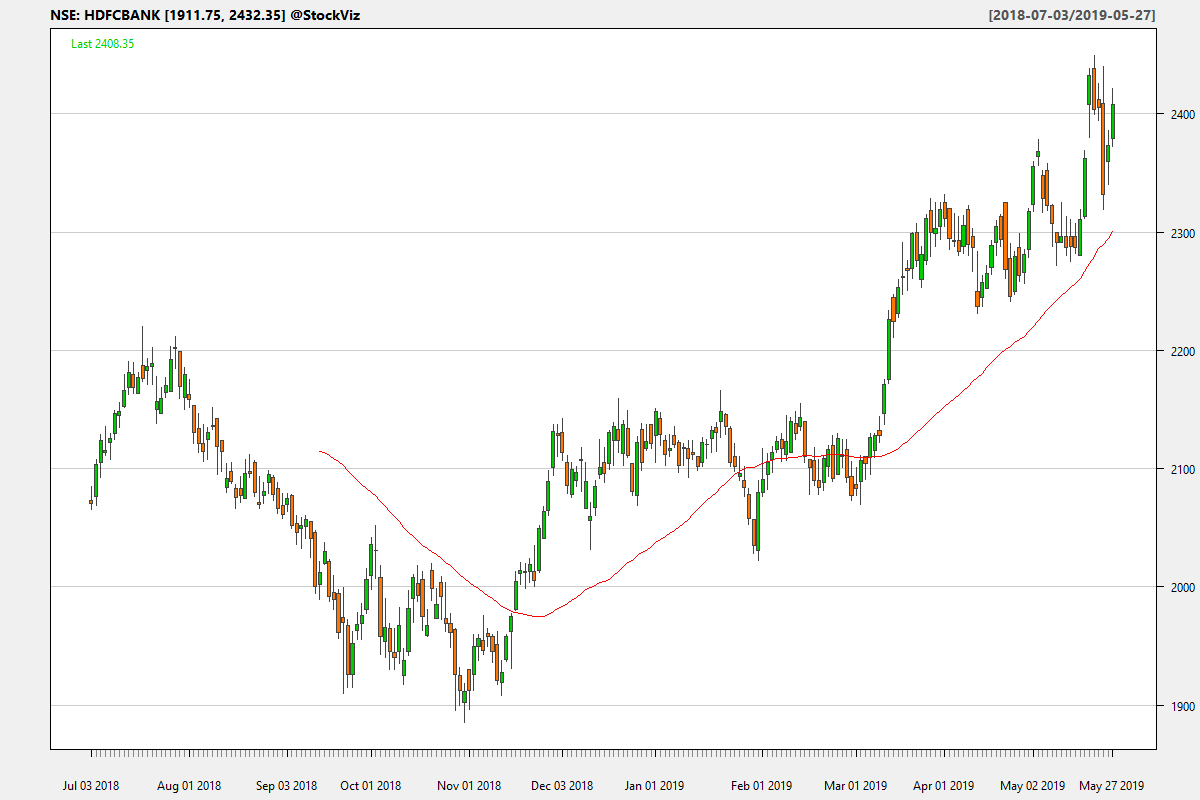 NSE: HDFCBANK [1911.75, 2432.35] @StockViz [2018-07-03/2019-05-27]
Last 2408.35
2400
2300
2200
2100
2000
1900
Jul 03 2018 Aug 01 2018 Sep 03 2018 Oct 01 2018 Nov 01 2018 Dec 03 2018 Jan 01 2019 Feb 01 2019 Mar 01 2019 Apr 01 2019 May 02 2019 May 27 2019